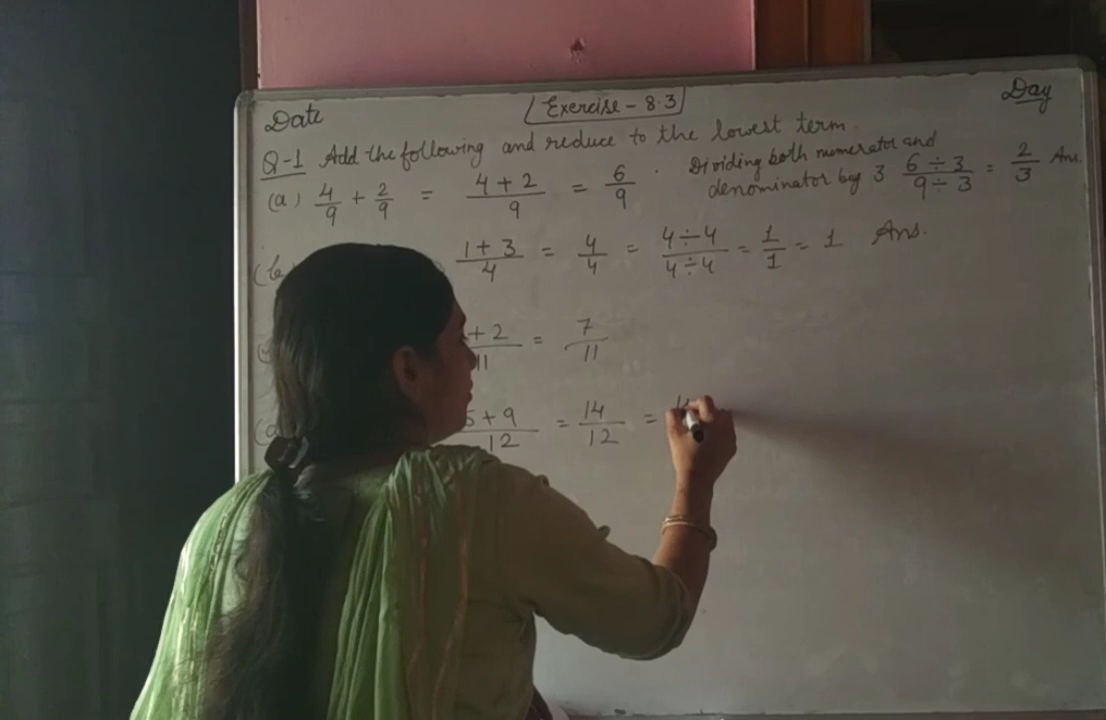 Date
Exercise - 8.3
Day
Q-1 Add the following and reduce to the lowest term.
(a) 4/9 + 2/9 = 4+2/9 = 6/9 . Dividing both numerator and
denominator by 3 6÷3/9÷3 = 2/3 Ans.
1+3/4 = 4/4 = 4÷4/4÷4 = 1/1 = 1 Ans.
+2/11 = 7/11
5+9/12 = 14/12 =